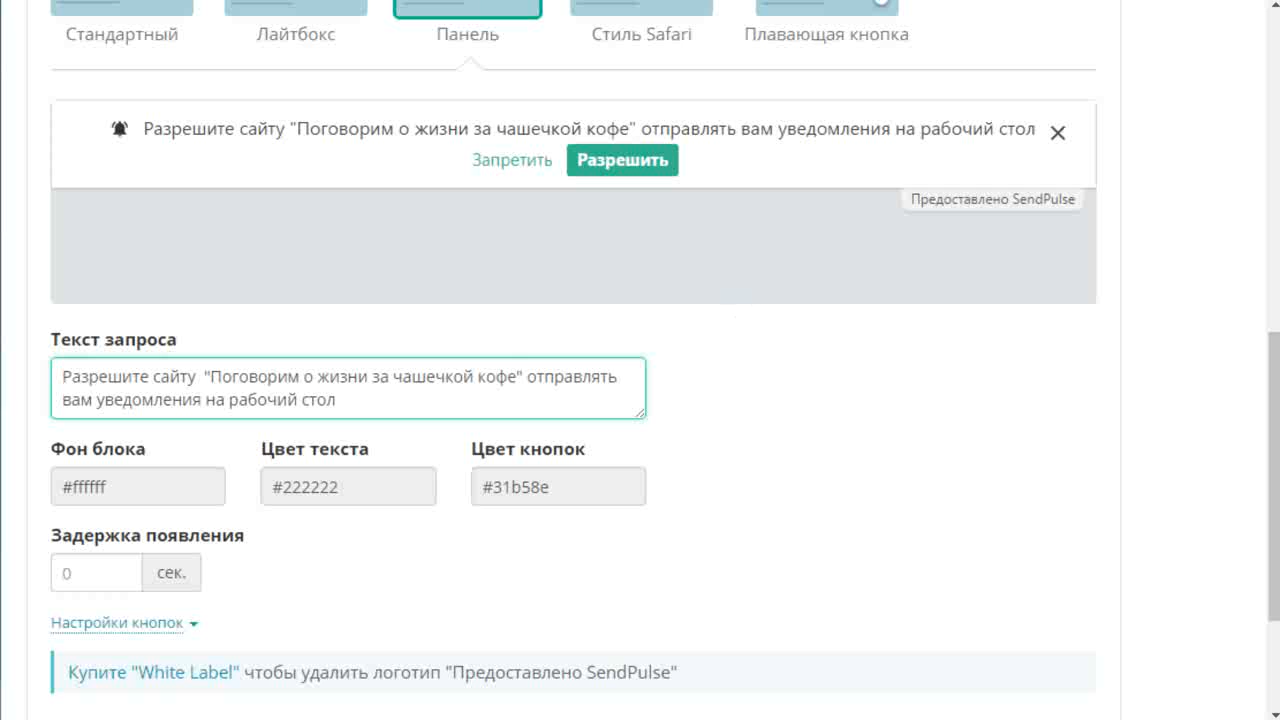 Стандартный Лайтбокс Панель Стиль Safari Плавающая кнопка
Разрешите сайту "Поговорим о жизни за чашечкой кофе" отправлять вам уведомления на рабочий стол
Запретить Разрешить
Предоставлено SendPulse
Текст запроса
Разрешите сайту "Поговорим о жизни за чашечкой кофе" отправлять
вам уведомления на рабочий стол
Фон блока Цвет текста Цвет кнопок
#ffffff #222222 #31b58e
Задержка появления
0 сек.
Настройки кнопок
Купите "White Label" чтобы удалить логотип "Предоставлено SendPulse"